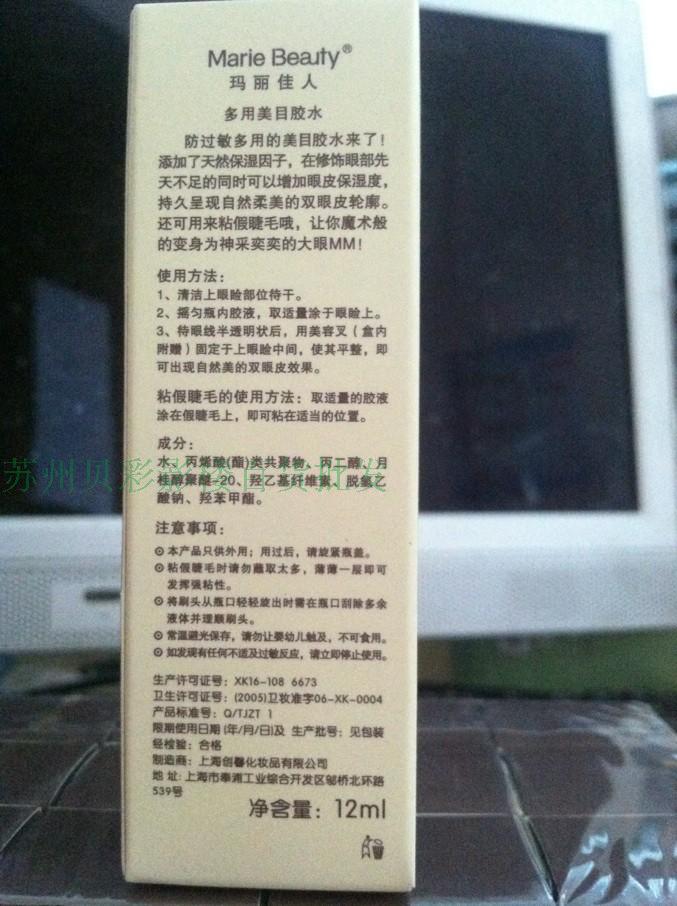 Marie Beauty®
玛丽佳人
多用美目胶水
防过敏多用的美目胶水来了!
添加了天然保湿因子，在修饰眼部先
天不足的同时可以增加眼皮保湿度，
持久呈现自然柔美的双眼皮轮廓。
还可用来粘假睫毛哦，让你魔术般
的变身为神采奕奕的大眼MM!
使用方法：
1、清洁上眼睑部位待干。
2、摇匀瓶内胶液，取适量涂于眼睑上。
3、待眼线半透明状后，用美容叉（盒内
附赠）固定于上眼睑中间，使其平整，即
可出现自然美的双眼皮效果。
粘假睫毛的使用方法：取适量的胶液
涂在假睫毛上，即可粘在适当的位置。
成分：
水、丙烯酸(酯)类共聚物、丙二醇、月
桂醇聚醚-20、羟乙基纤维素、脱氢乙
酸钠、羟苯甲酯。
苏州贝彩彩妆百货批发
注意事项：
⊙本产品只供外用；用过后，请旋紧瓶盖。
⊙粘假睫毛时请勿蘸取太多，薄薄一层即可
发挥强粘性。
⊙将刷头从瓶口轻轻旋出时需在瓶口刮除多余
液体并理顺刷头。
⊙常温避光保存，请勿让婴幼儿触及，不可食用。
⊙如发现有任何不适及过敏反应，请立即停止使用。
生产许可证号：XK16-108 6673
卫生许可证号：(2005)卫妆准字06-XK-0004
产品标准号：Q/TJZT 1
限期使用日期(年/月/日)及 生产批号：见包装
轻检验：合格
制造商：上海创馨化妆品有限公司
地 址：上海市奉浦工业综合开发区邬桥北环路
539号
净含量：12ml